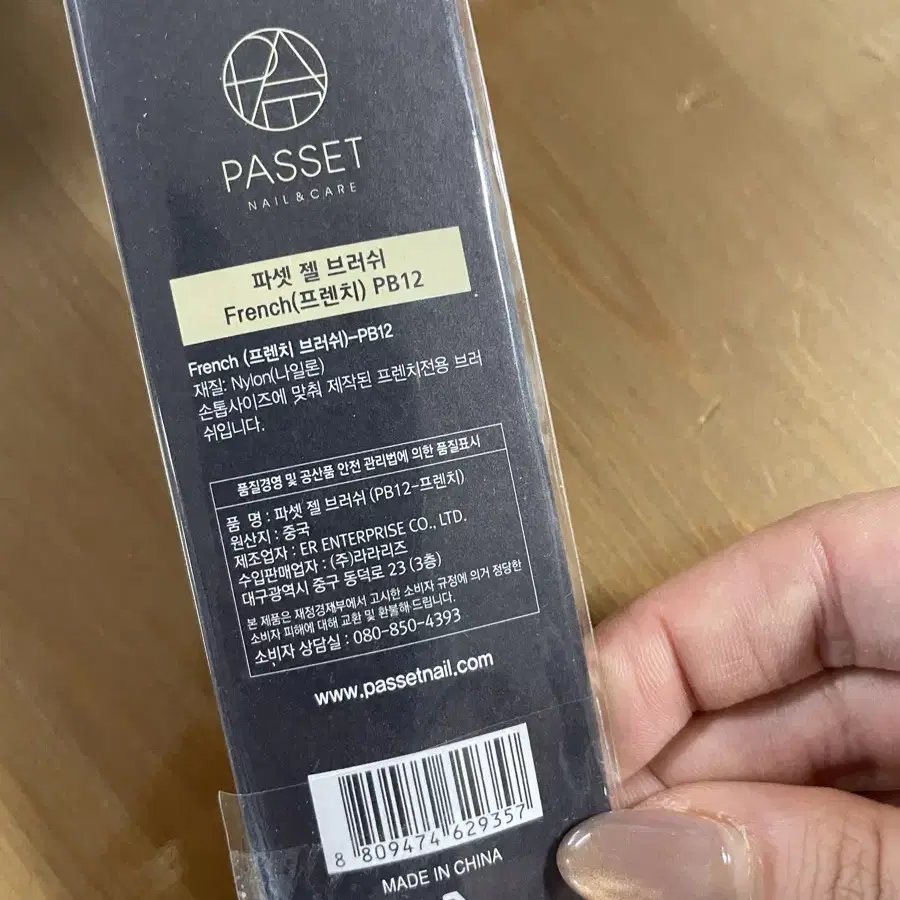 PASSET
NAIL & CARE
파셋 젤 브러쉬
French(프렌치) PB12
French (프렌치 브러쉬)-PB12
재질: Nylon(나일론)
손톱사이즈에 맞춰 제작된 프렌치전용 브러
쉬입니다.
품질경영 및 공산품 안전 관리법에 의한 품질표시
품 명 : 파셋 젤 브러쉬 (PB12-프렌치)
원산지 : 중국
제조업자 : ER ENTERPRISE CO., LTD.
수입판매업자 : (주)라라리즈
대구광역시 중구 동덕로 23 (3층)
본 제품은 재정경제부에서 고시한 소비자 규정에 의거 정당한
소비자 피해에 대해 교환 및 환불해 드립니다.
소비자 상담실 : 080-850-4393
www.passetnail.com
8 809474 629357
MADE IN CHINA